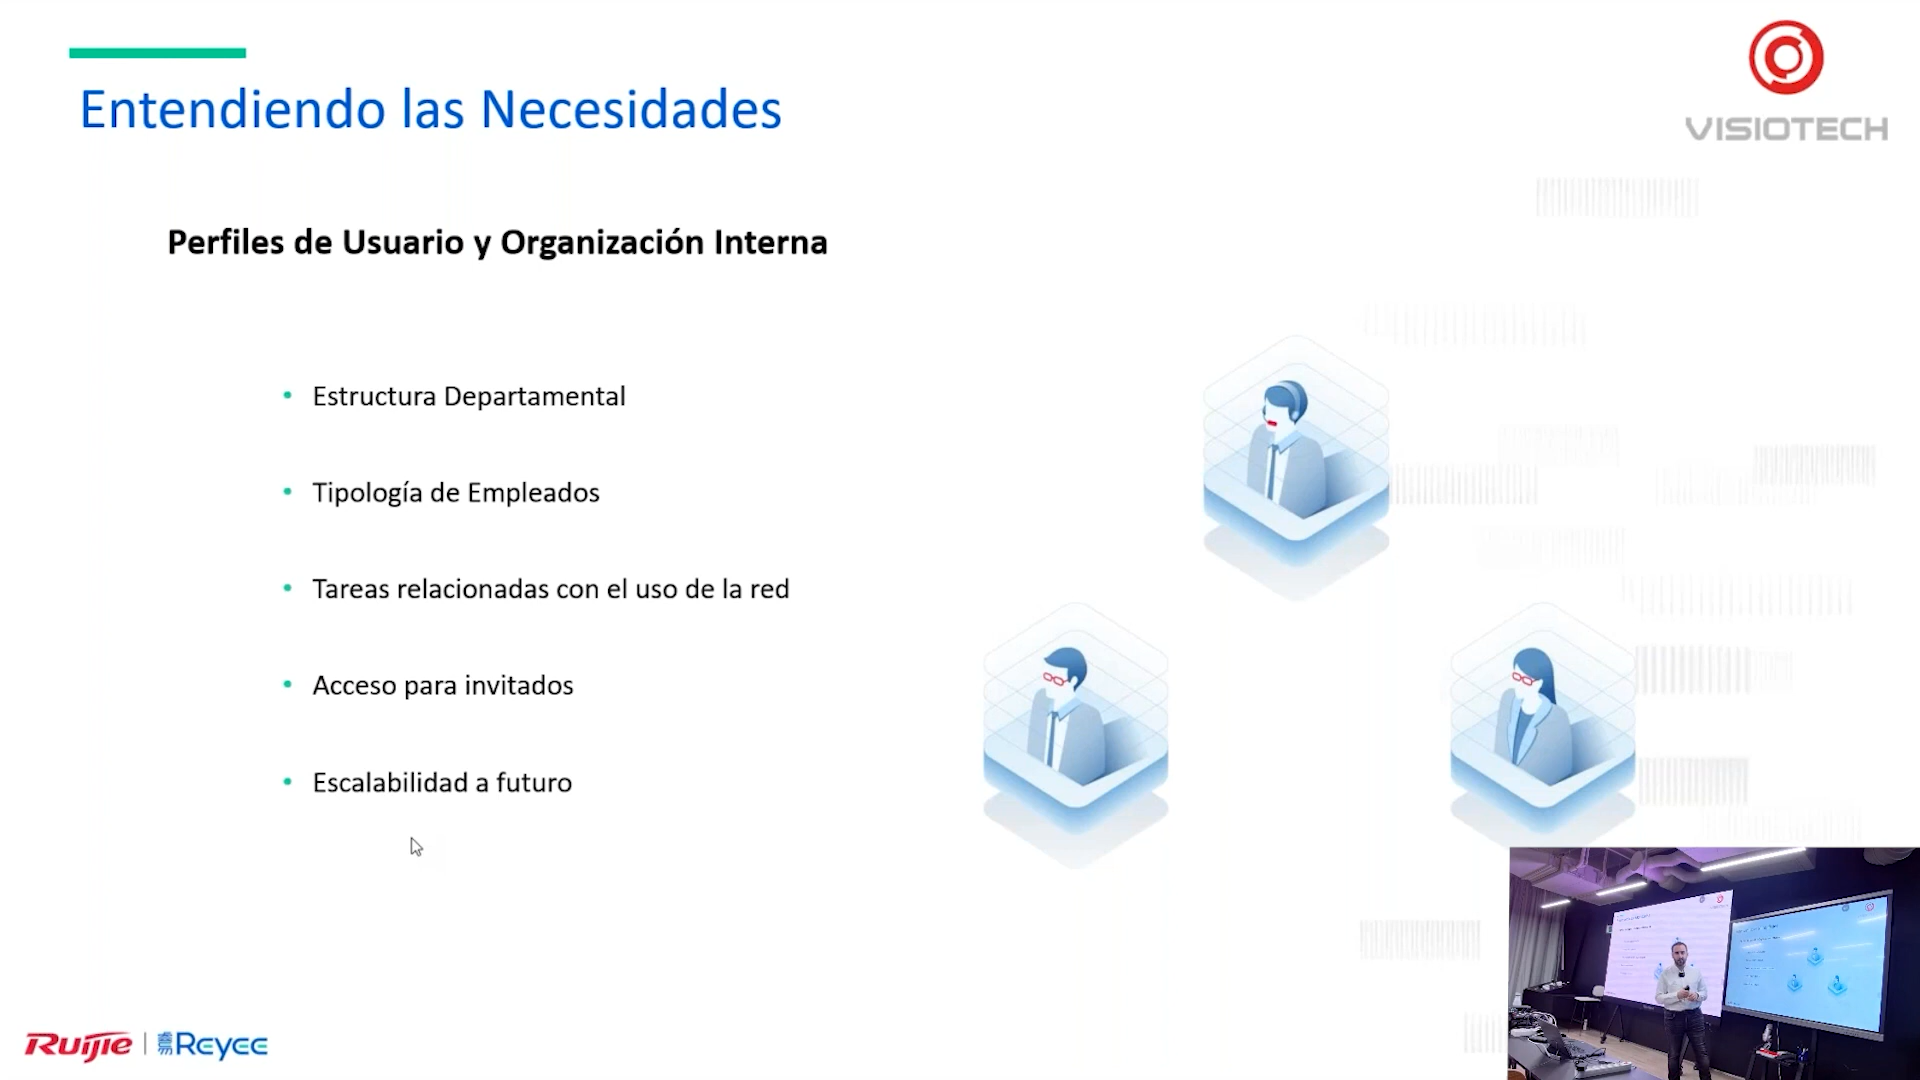 Entendiendo las Necesidades
VISIOTECH
Perfiles de Usuario y Organización Interna
• Estructura Departamental
• Tipología de Empleados
• Tareas relacionadas con el uso de la red
• Acceso para invitados
• Escalabilidad a futuro
Ruijie | Reyee